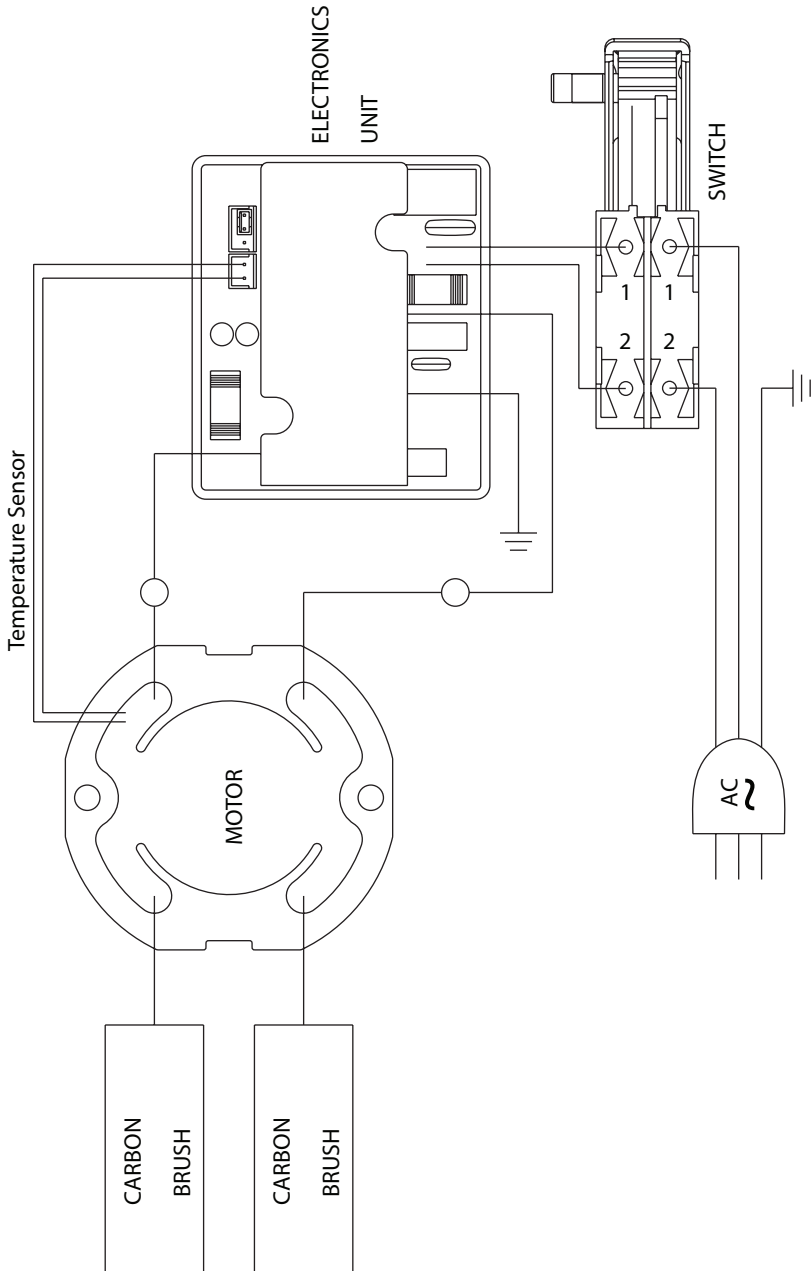 ELECTRONICS
UNIT
SWITCH
1
1
2
2
Temperature Sensor
MOTOR
AC
~
CARBON
BRUSH
CARBON
BRUSH